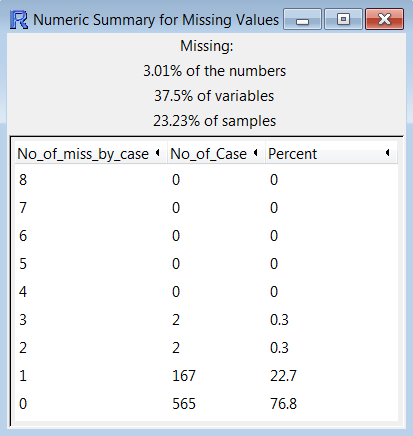 Numeric Summary for Missing Values
Missing:
3.01% of the numbers
37.5% of variables
23.23% of samples
No_of_miss_by_case No_of_Case Percent
8 0 0
7 0 0
6 0 0
5 0 0
4 0 0
3 2 0.3
2 2 0.3
1 167 22.7
0 565 76.8